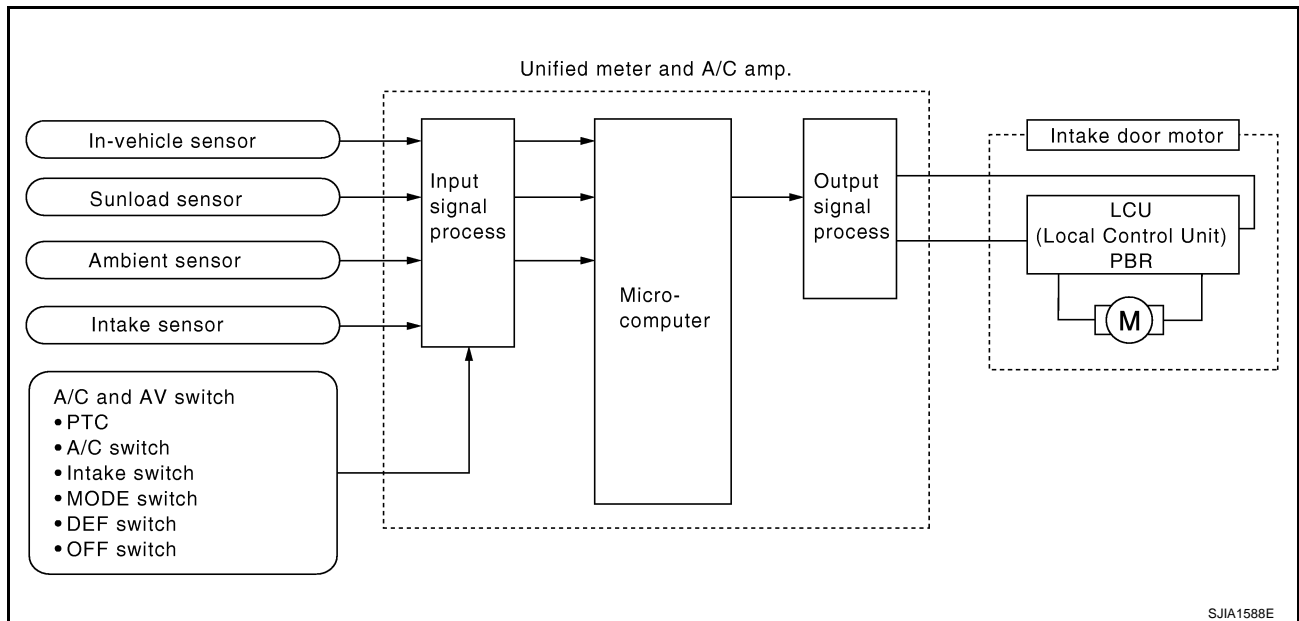 Unified meter and A/C amp.
In-vehicle sensor
Sunload sensor
Ambient sensor
Intake sensor
A/C and AV switch
• PTC
• A/C switch
• Intake switch
• MODE switch
• DEF switch
• OFF switch
Input
signal
process
Micro-
computer
Output
signal
process
Intake door motor
LCU
(Local Control Unit)
PBR
M
SJIA1588E